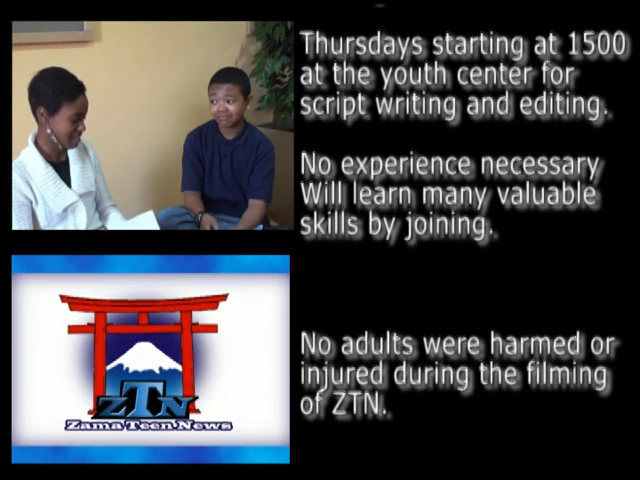 Thursdays starting at 1500
at the youth center for
script writing and editing.
No experience necessary
Will learn many valuable
skills by joining.
ZTN
Zama Teen News
No adults were harmed or
injured during the filming
of ZTN.